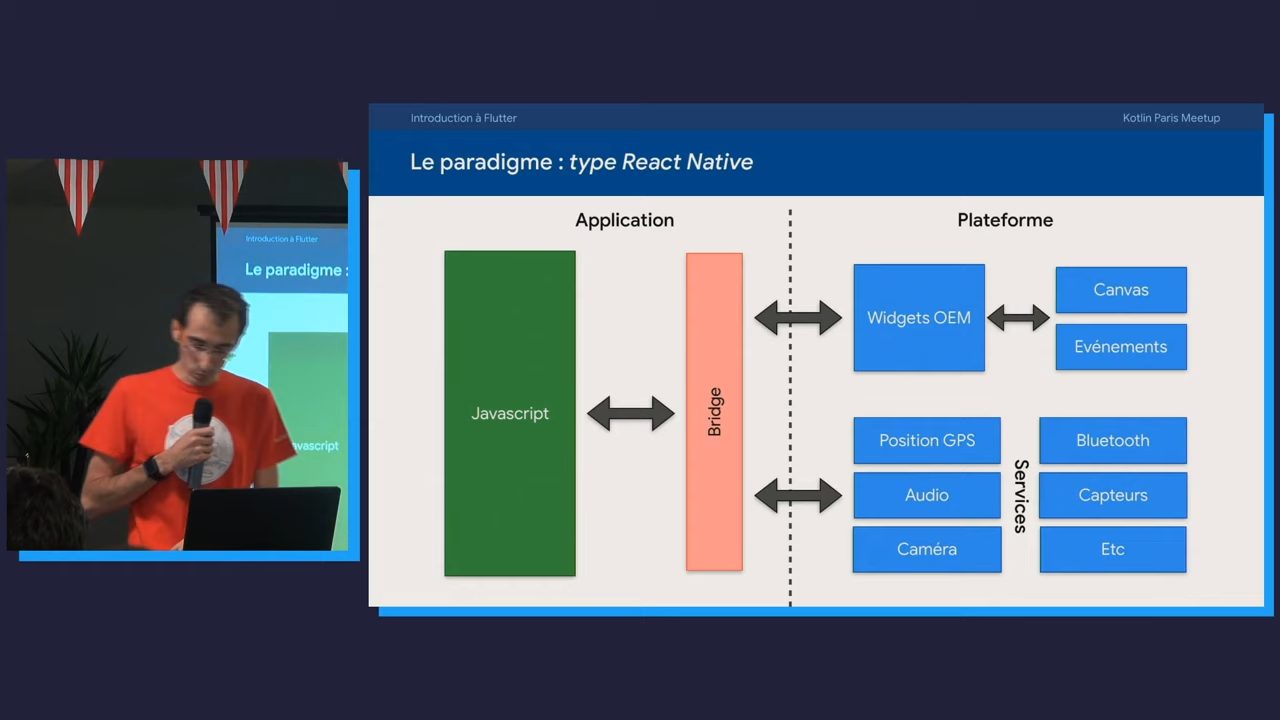 Introduction à Flutter
Kotlin Paris Meetup
Le paradigme : type React Native
Application
Plateforme
Javascript
Bridge
Widgets OEM
Canvas
Evénements
Position GPS
Bluetooth
Audio
Capteurs
Caméra
Etc
Services
Introduction à Flutter
Le paradigme :
avascript